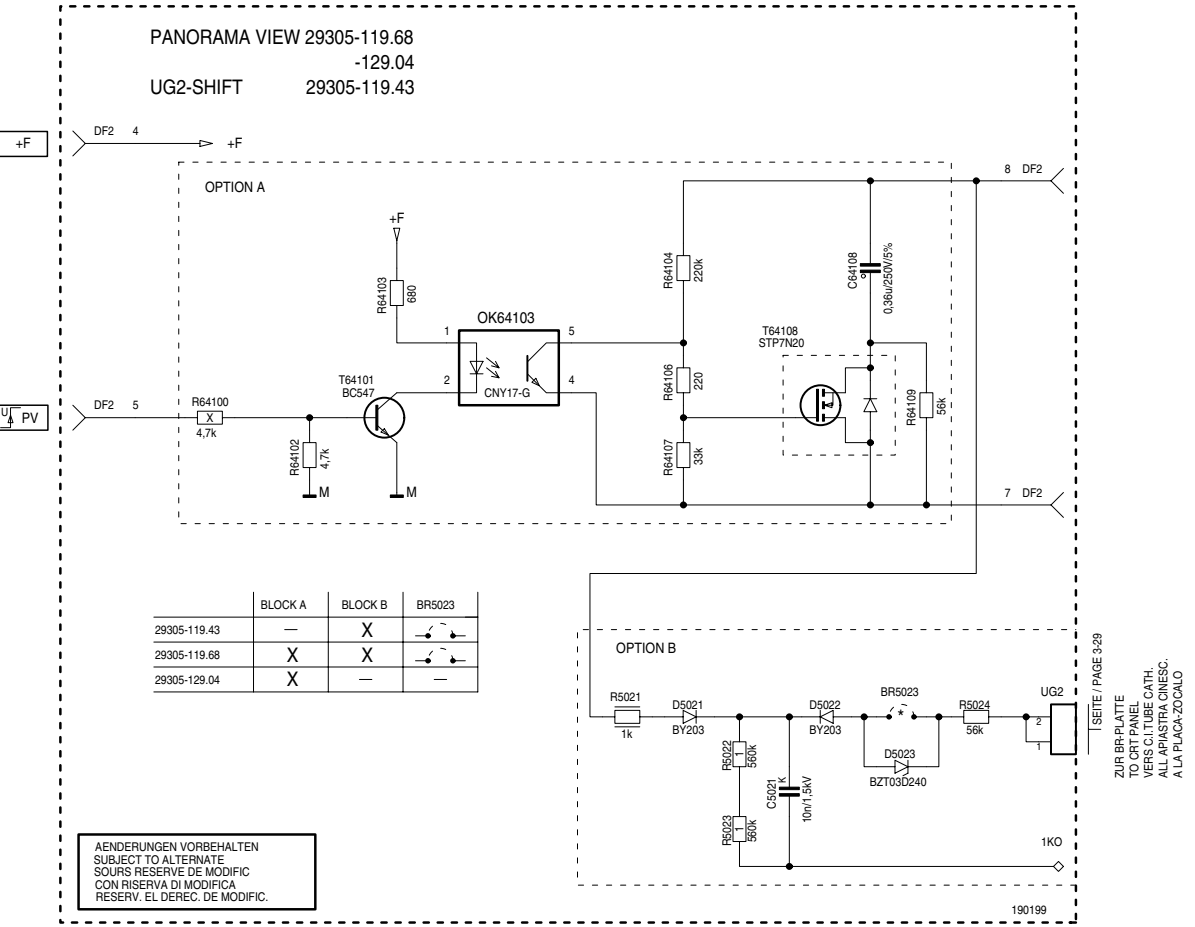 PANORAMA VIEW 29305-119.68
-129.04
UG2-SHIFT 29305-119.43
+F
DF2 4
+F
OPTION A
8 DF2
+F
R64103
680
R64104
220k
C64108
0,36u/250V/5%
OK64103
1
5
2
4
CNY17-G
T64108
STP7N20
T64101
BC547
R64106
220
R64109
56k
U PV
DF2 5
R64100
X
4,7k
R64102
4,7k
M
M
R64107
33k
7 DF2
BLOCK A BLOCK B BR5023
29305-119.43 — X
29305-119.68 X X
29305-129.04 X — —
OPTION B
R5021
1k
D5021
BY203
D5022
BY203
BR5023
*
R5024
56k
UG2
2
1
D5023
BZT03D240
R5022
1
560k
C5021
K
10n/1,5kV
R5023
1
560k
1KO
SEITE / PAGE 3-29
ZUR BR-PLATTE
TO CRT PANEL
VERS C.I.TUBE CATH.
ALL APIASTRA CINESC.
A LA PLACA-ZOCALO
AENDERUNGEN VORBEHALTEN
SUBJECT TO ALTERNATE
SOURS RESERVE DE MODIFIC
CON RISERVA DI MODIFICA
RESERV. EL DEREC. DE MODIFIC.
190199